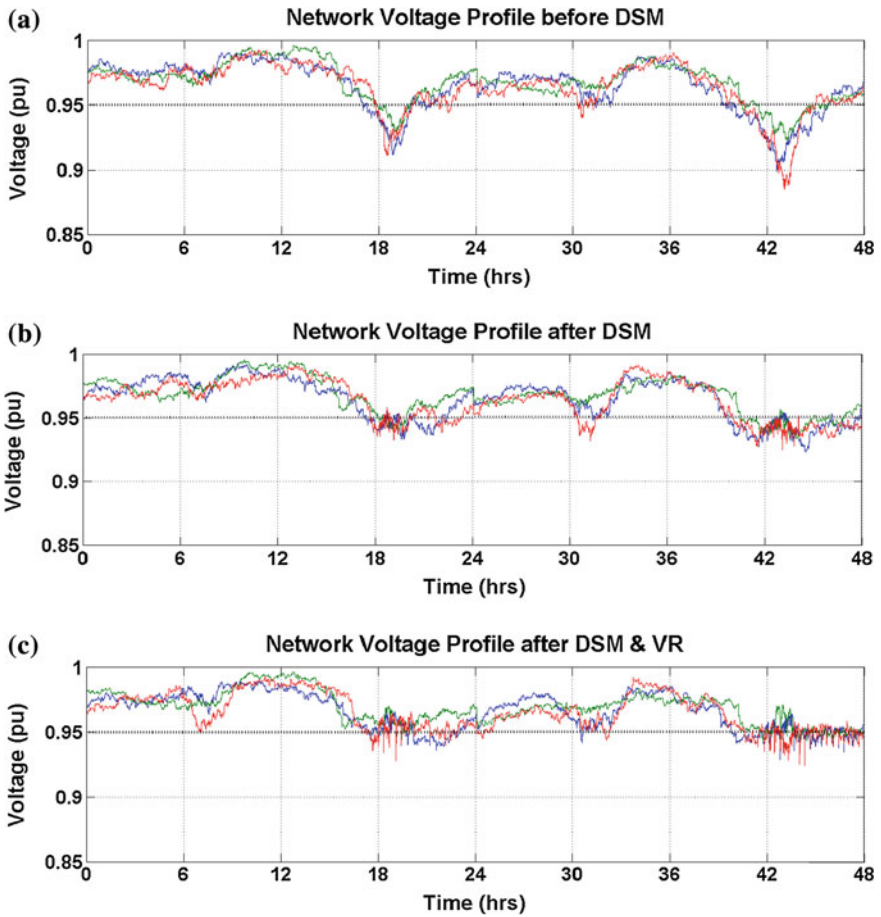 (a) Network Voltage Profile before DSM
Voltage (pu)
1
0.95
0.9
0.85
0 6 12 18 24 30 36 42 48
Time (hrs)
(b) Network Voltage Profile after DSM
Voltage (pu)
1
0.95
0.9
0.85
0 6 12 18 24 30 36 42 48
Time (hrs)
(c) Network Voltage Profile after DSM & VR
Voltage (pu)
1
0.95
0.9
0.85
0 6 12 18 24 30 36 42 48
Time (hrs)